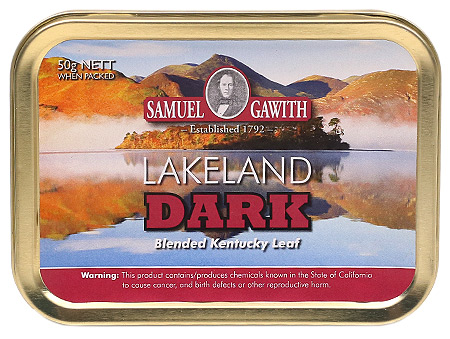 50g NETT
WHEN PACKED
SAMUEL GAWITH
Established 1792
LAKELAND
DARK
Blended Kentucky Leaf
Warning: This product contains/produces chemicals known in the State of California
to cause cancer, and birth defects or other reproductive harm.